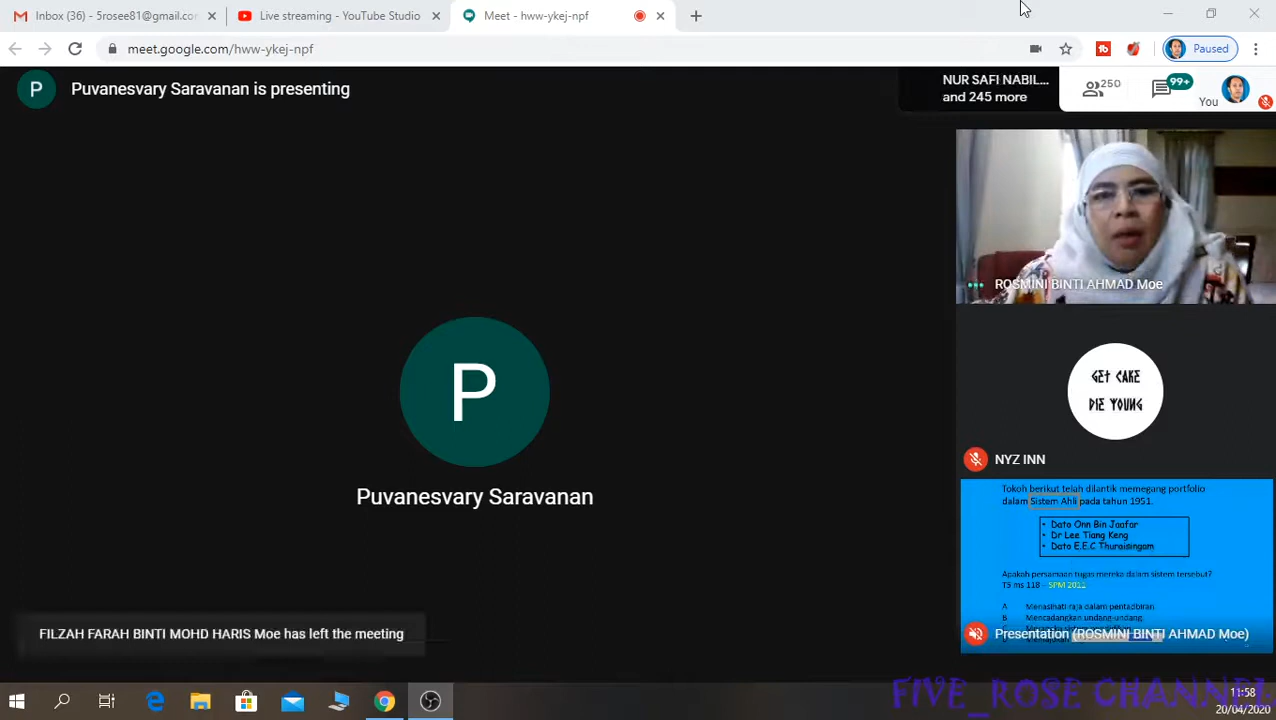 Inbox (36) - 5rosee81@gmail.co
Live streaming - YouTube Studio
Meet - hww-ykej-npf
meet.google.com/hww-ykej-npf
Paused
P
Puvanesvary Saravanan is presenting
NUR SAFI NABIL...
and 245 more
250
99+
You
ROSMINI BINTI AHMAD Moe
P
Puvanesvary Saravanan
GET CAKE
DIE YOUNG
NYZ INN
Tokoh berikut telah dilantik memegang portfolio
dalam Sistem Ahli pada tahun 1951.
• Dato Onn Bin Jaafar
• Dr Lee Tiang Keng
• Dato E.E.C Thuraisingam
Apakah persamaan tugas mereka dalam sistem tersebut?
T5 ms 118 - SPM 2011
A Menasihati raja dalam pentadbiran
B Mencadangkan undang-undang
Presentation (ROSMINI BINTI AHMAD Moe)
FILZAH FARAH BINTI MOHD HARIS Moe has left the meeting
FIVE_ROSE CHANNEL
11:58
20/04/2020